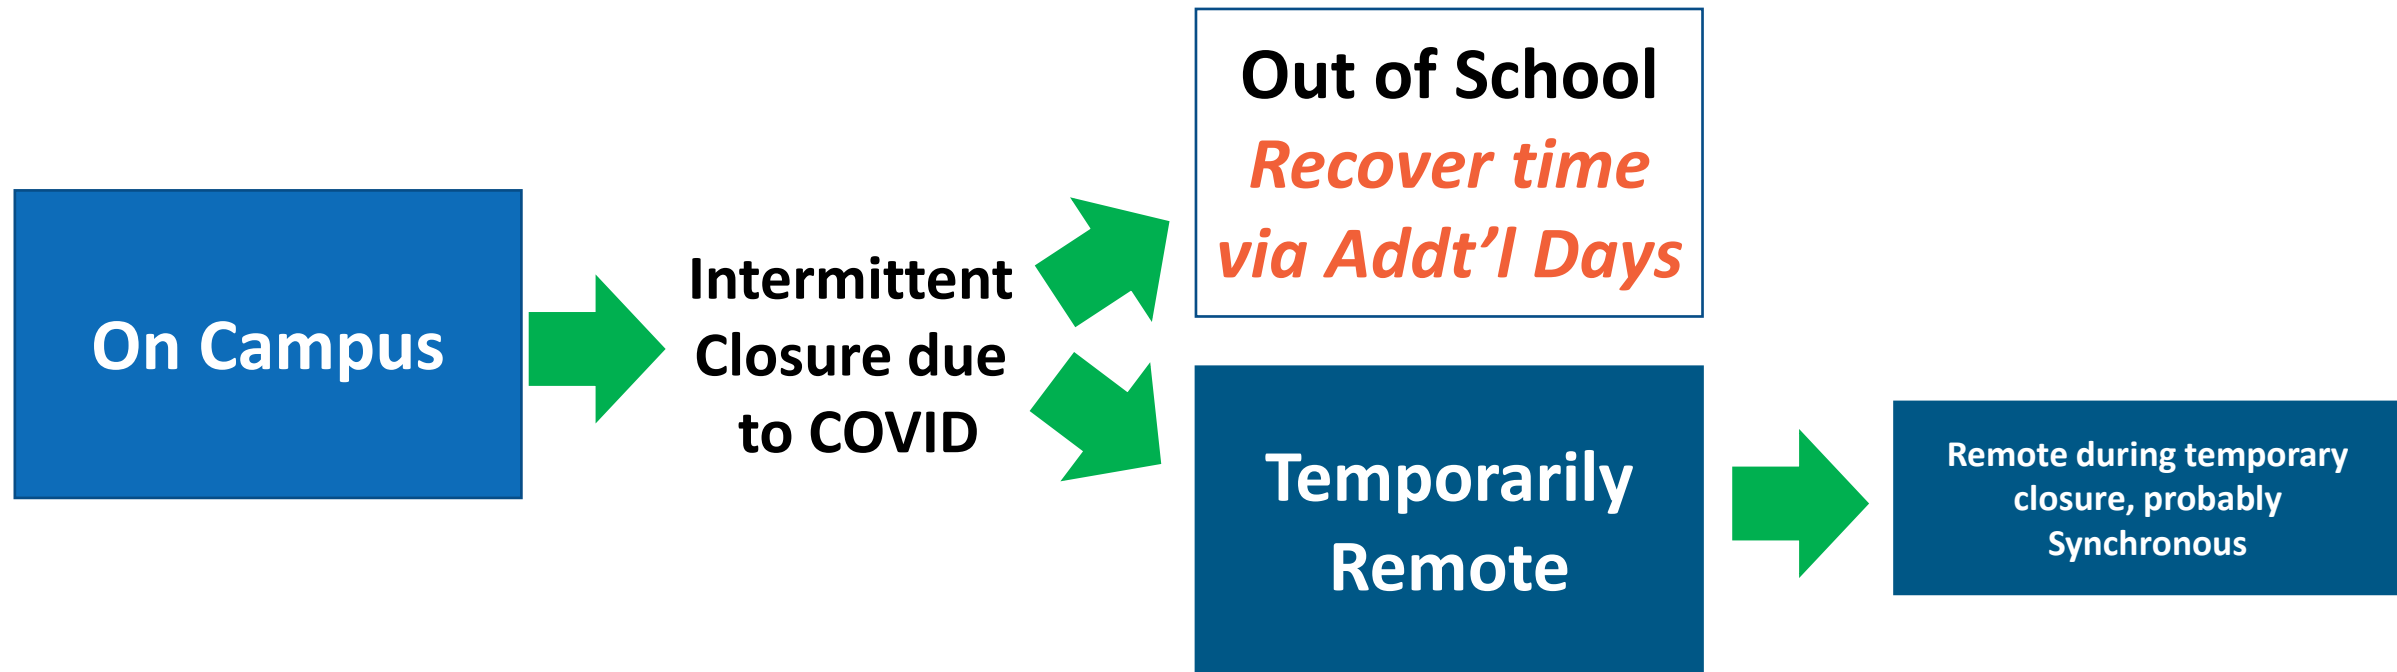 On Campus
Intermittent
Closure due
to COVID
Out of School
Recover time
via Addt’l Days
Temporarily
Remote
Remote during temporary
closure, probably
Synchronous